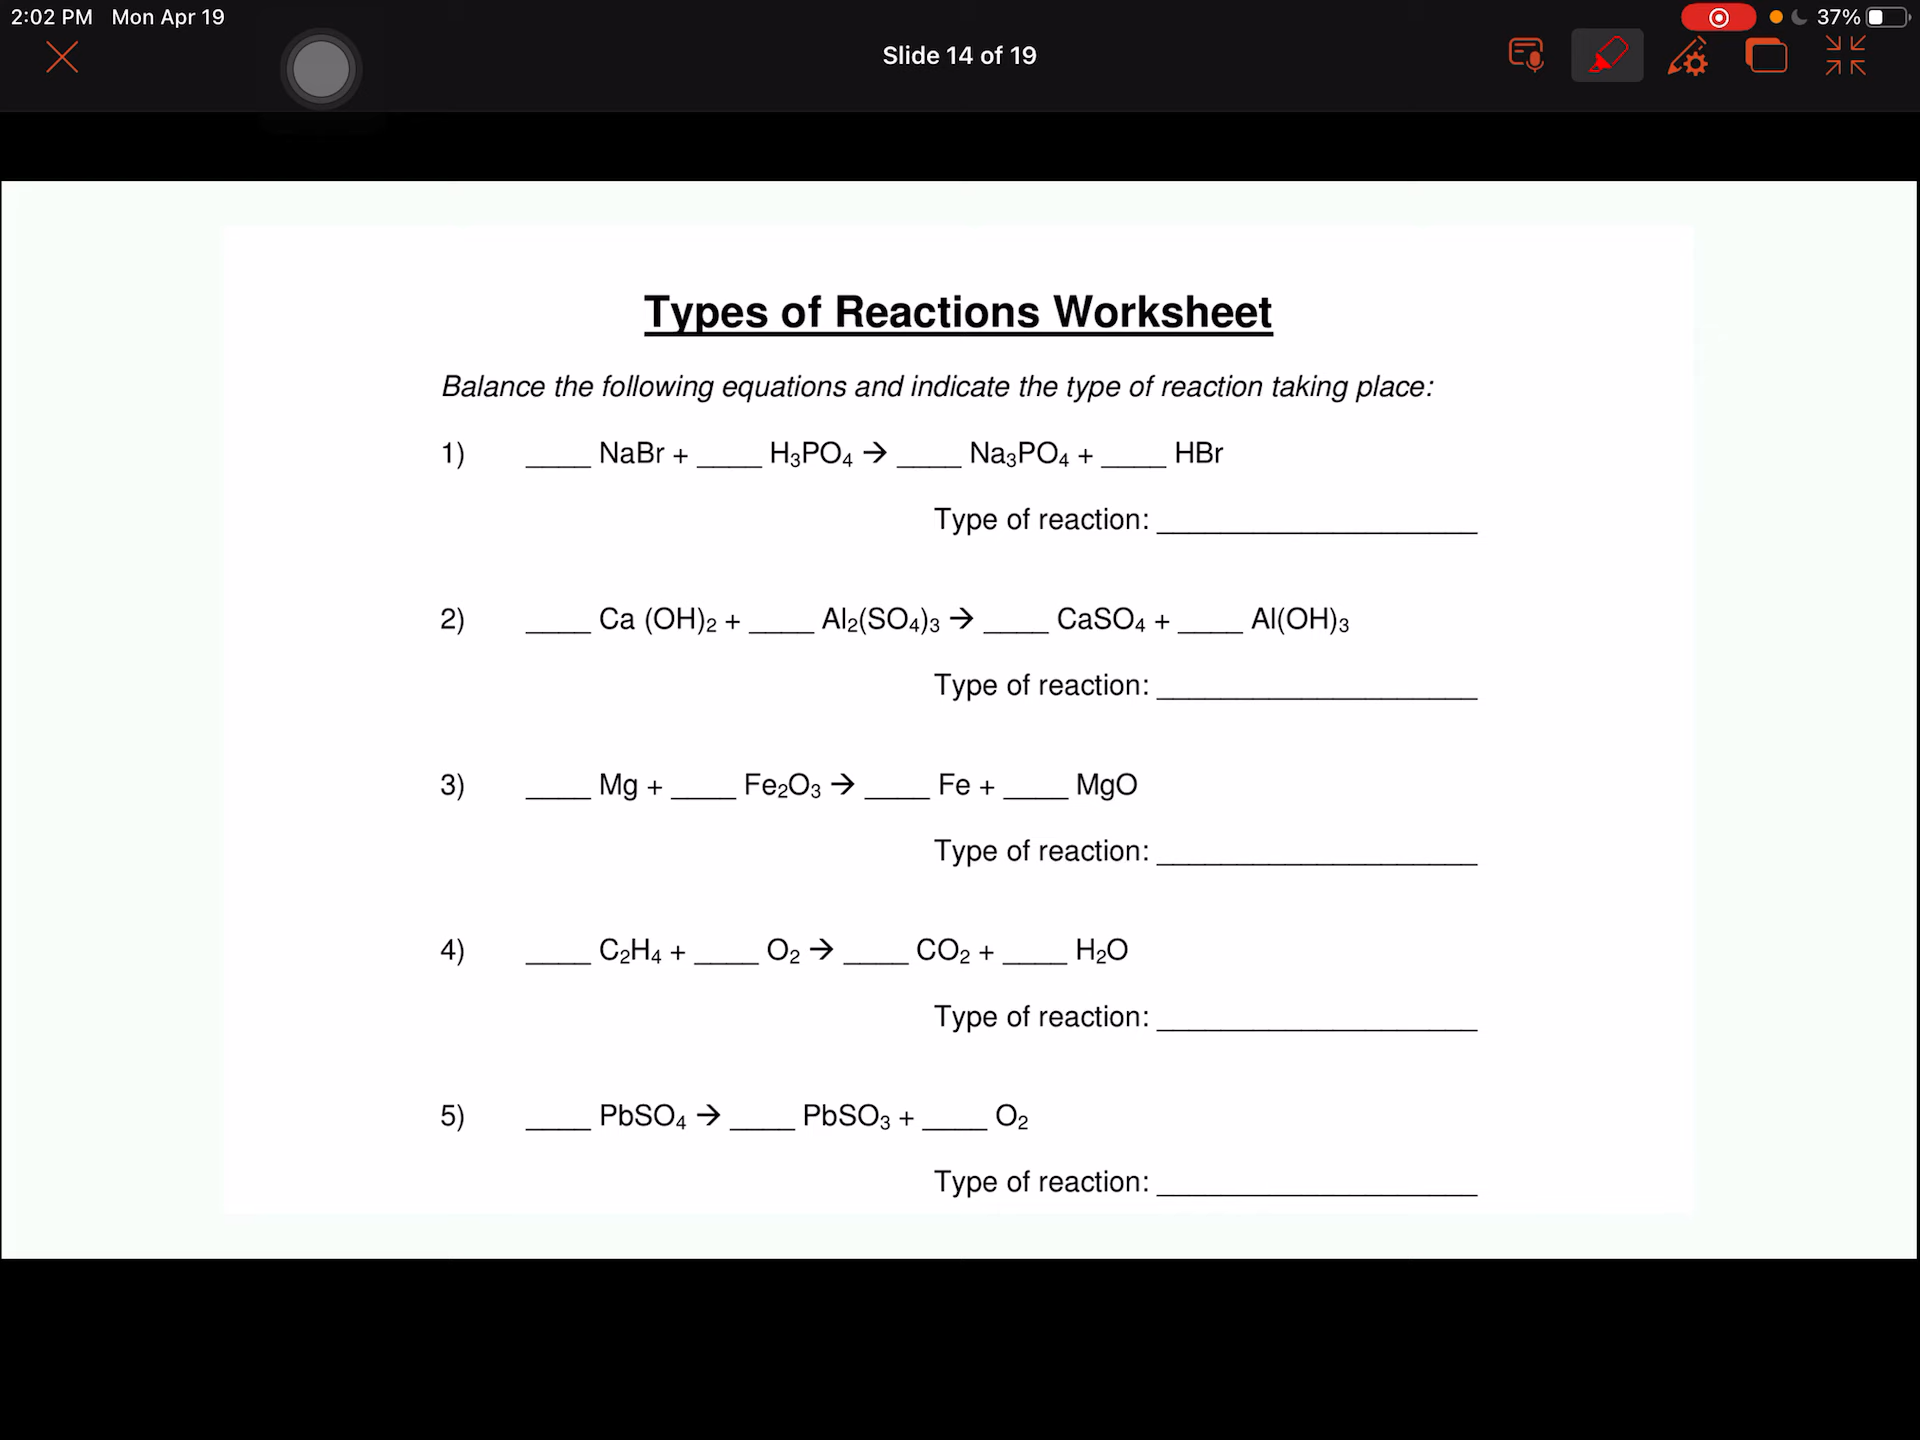 2:02 PM Mon Apr 19
37%
Slide 14 of 19
Types of Reactions Worksheet
Balance the following equations and indicate the type of reaction taking place:
1) ____ NaBr + ____ H₃PO₄ → ____ Na₃PO₄ + ____ HBr
Type of reaction: ____________________
2) ____ Ca (OH)₂ + ____ Al₂(SO₄)₃ → ____ CaSO₄ + ____ Al(OH)₃
Type of reaction: ____________________
3) ____ Mg + ____ Fe₂O₃ → ____ Fe + ____ MgO
Type of reaction: ____________________
4) ____ C₂H₄ + ____ O₂ → ____ CO₂ + ____ H₂O
Type of reaction: ____________________
5) ____ PbSO₄ → ____ PbSO₃ + ____ O₂
Type of reaction: ____________________